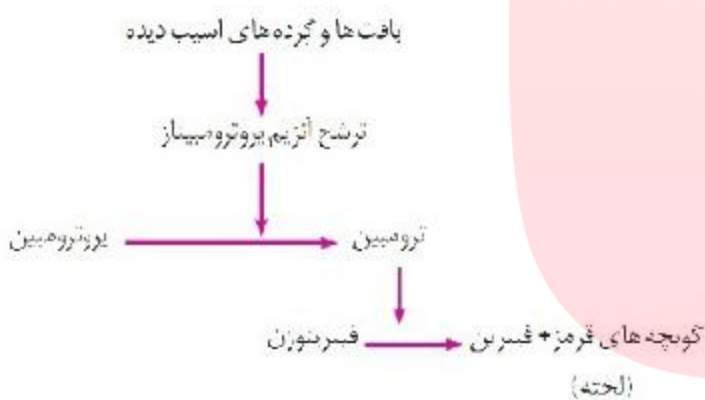 بافت‌ها و گرده‌های آسیب دیده
ترشح آنزیم پروترومبیناز
پروترومبین
ترومبین
فیبرینوژن
گویچه‌های قرمز + فیبرین
(لخته)